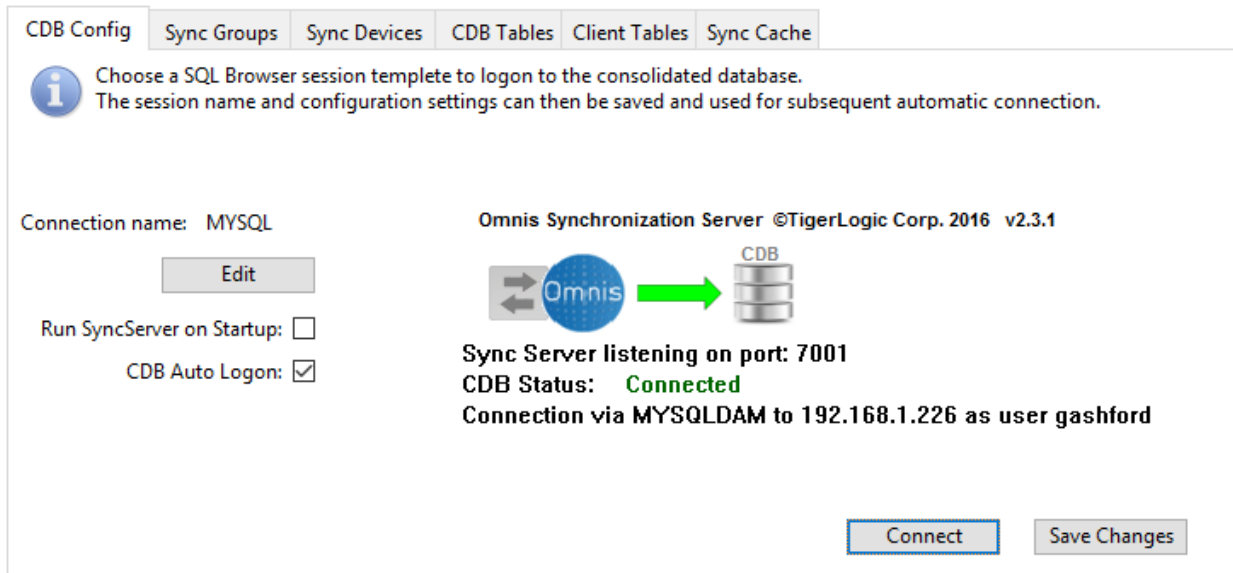 CDB Config Sync Groups Sync Devices CDB Tables Client Tables Sync Cache
i
Choose a SQL Browser session templete to logon to the consolidated database.
The session name and configuration settings can then be saved and used for subsequent automatic connection.
Connection name: MYSQL
Edit
Run SyncServer on Startup:
CDB Auto Logon:
Omnis Synchronization Server ©TigerLogic Corp. 2016 v2.3.1
CDB
Omnis
Sync Server listening on port: 7001
CDB Status: Connected
Connection via MYSQLDAM to 192.168.1.226 as user gashford
Connect Save Changes